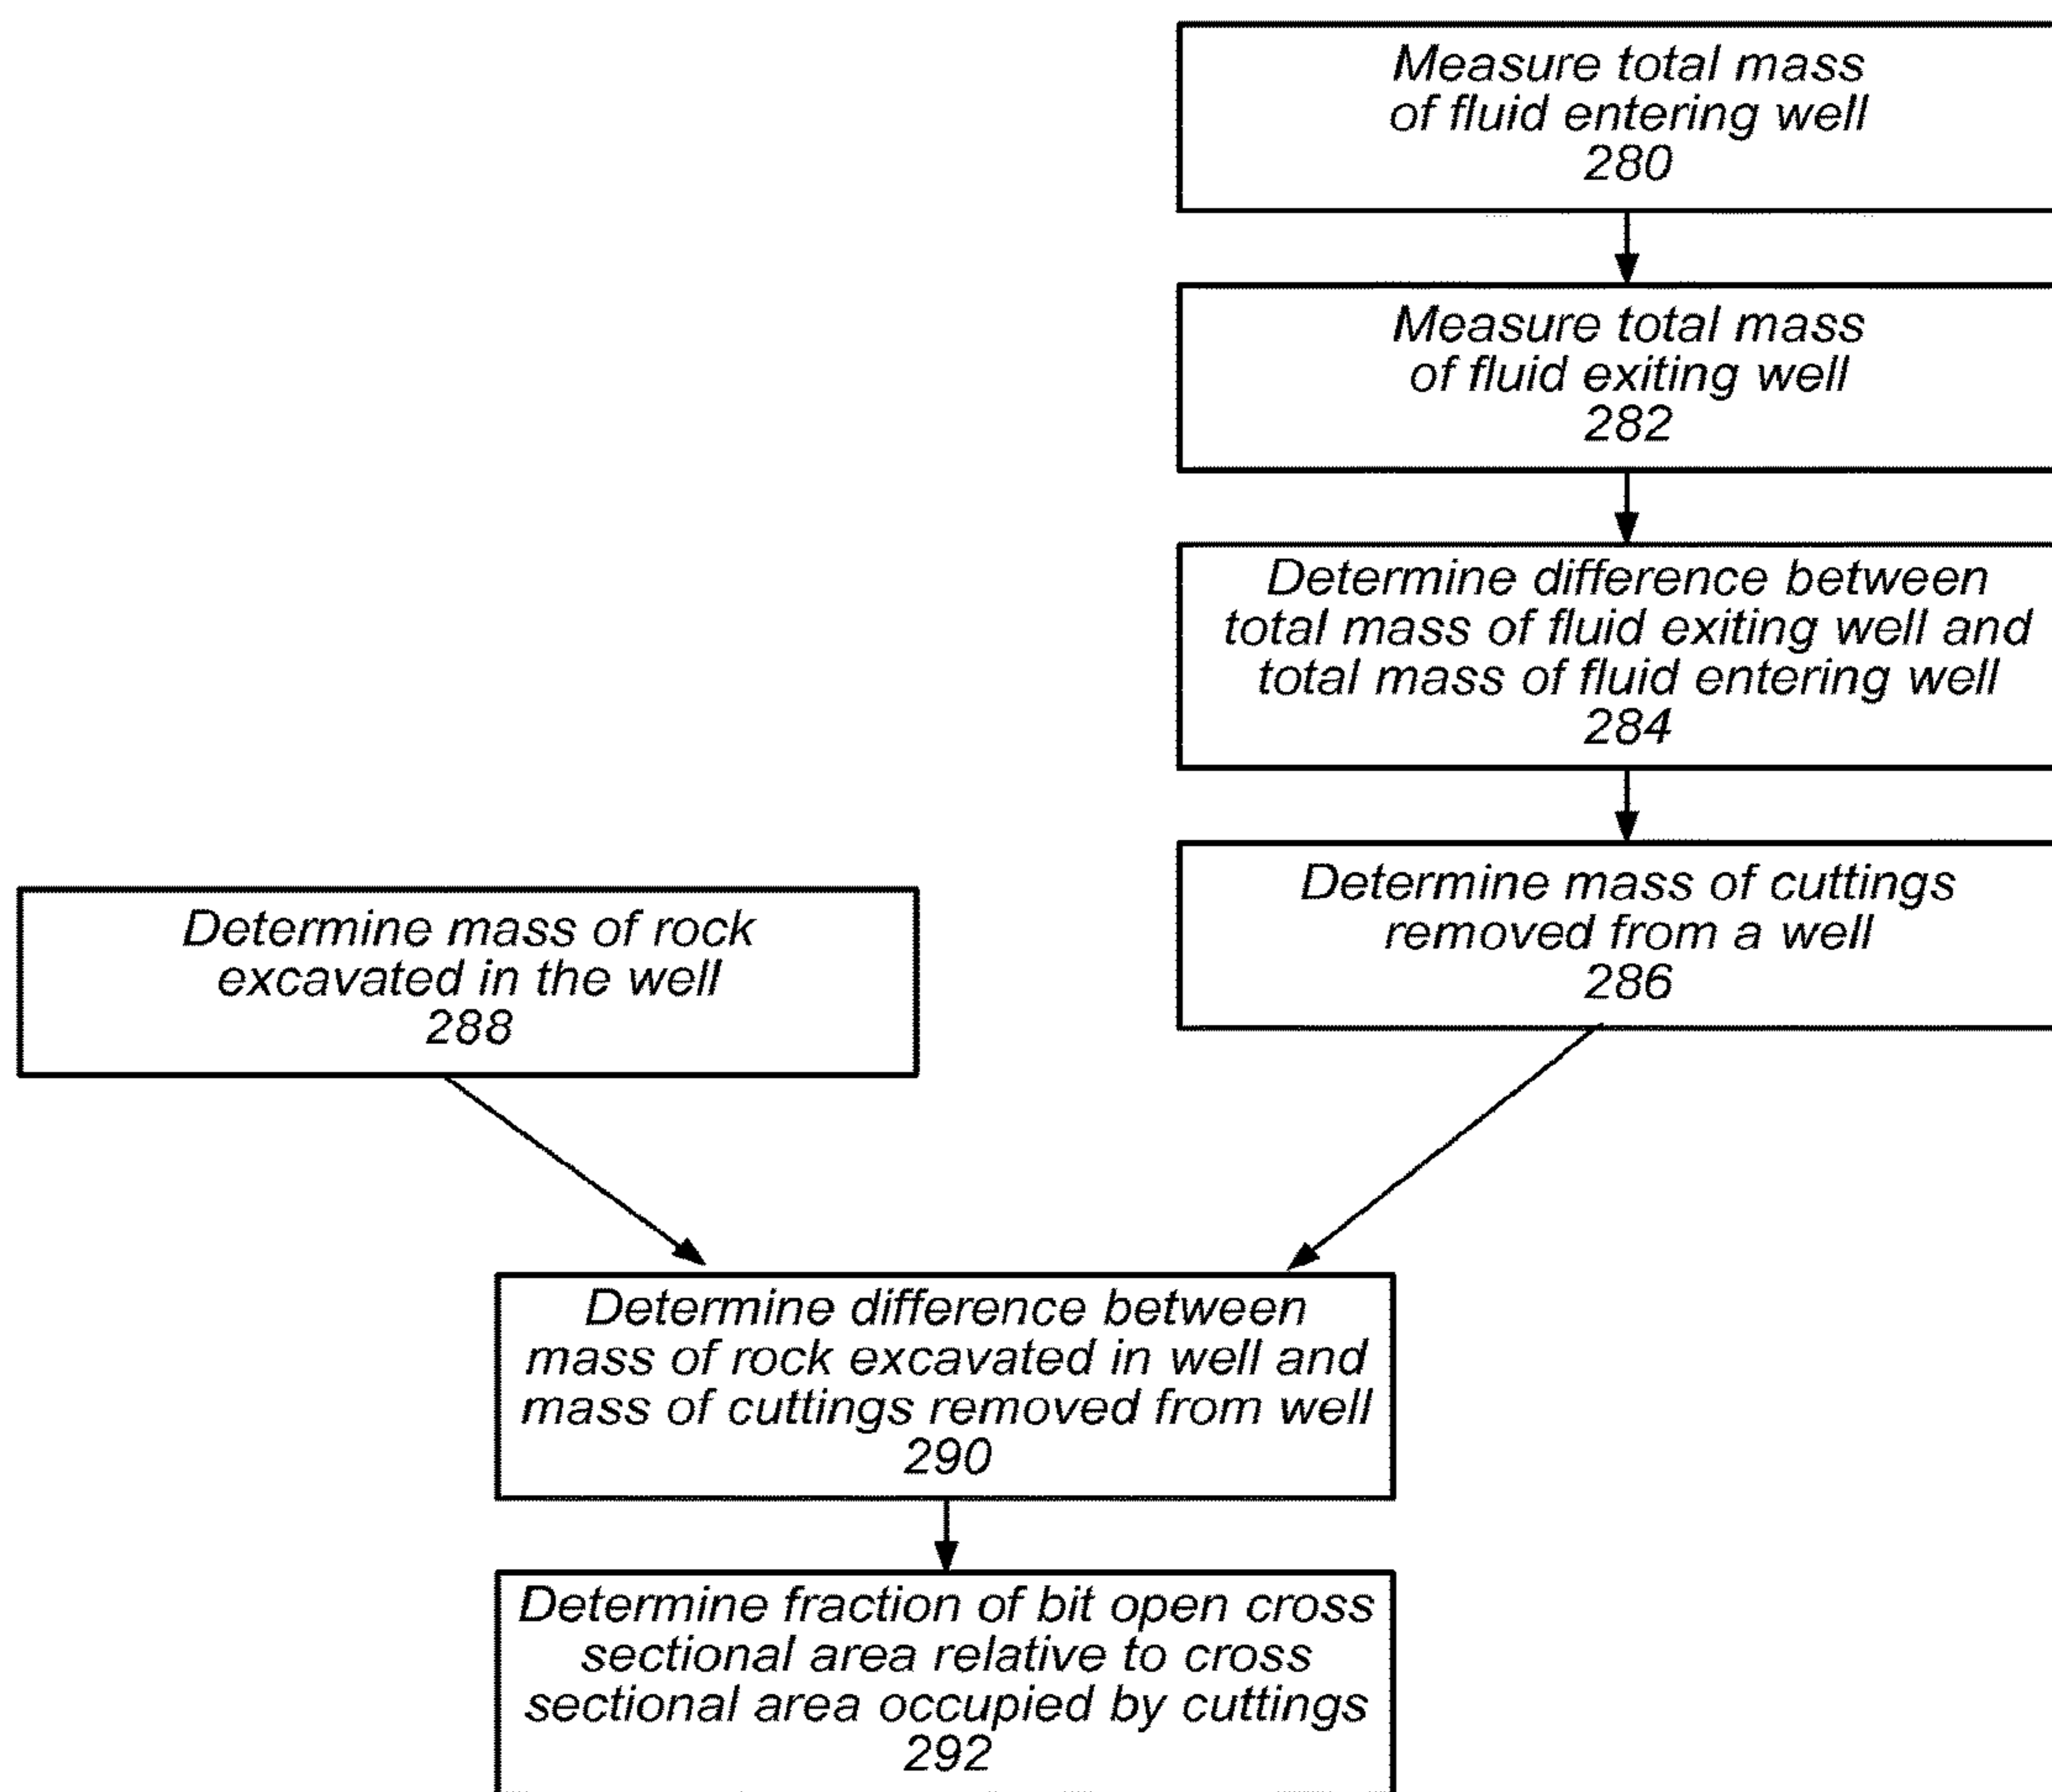 Measure total mass
of fluid entering well
280
Measure total mass
of fluid exiting well
282
Determine difference between
total mass of fluid exiting well and
total mass of fluid entering well
284
Determine mass of cuttings
removed from a well
286
Determine mass of rock
excavated in the well
288
Determine difference between
mass of rock excavated in well and
mass of cuttings removed from well
290
Determine fraction of bit open cross
sectional area relative to cross
sectional area occupied by cuttings
292